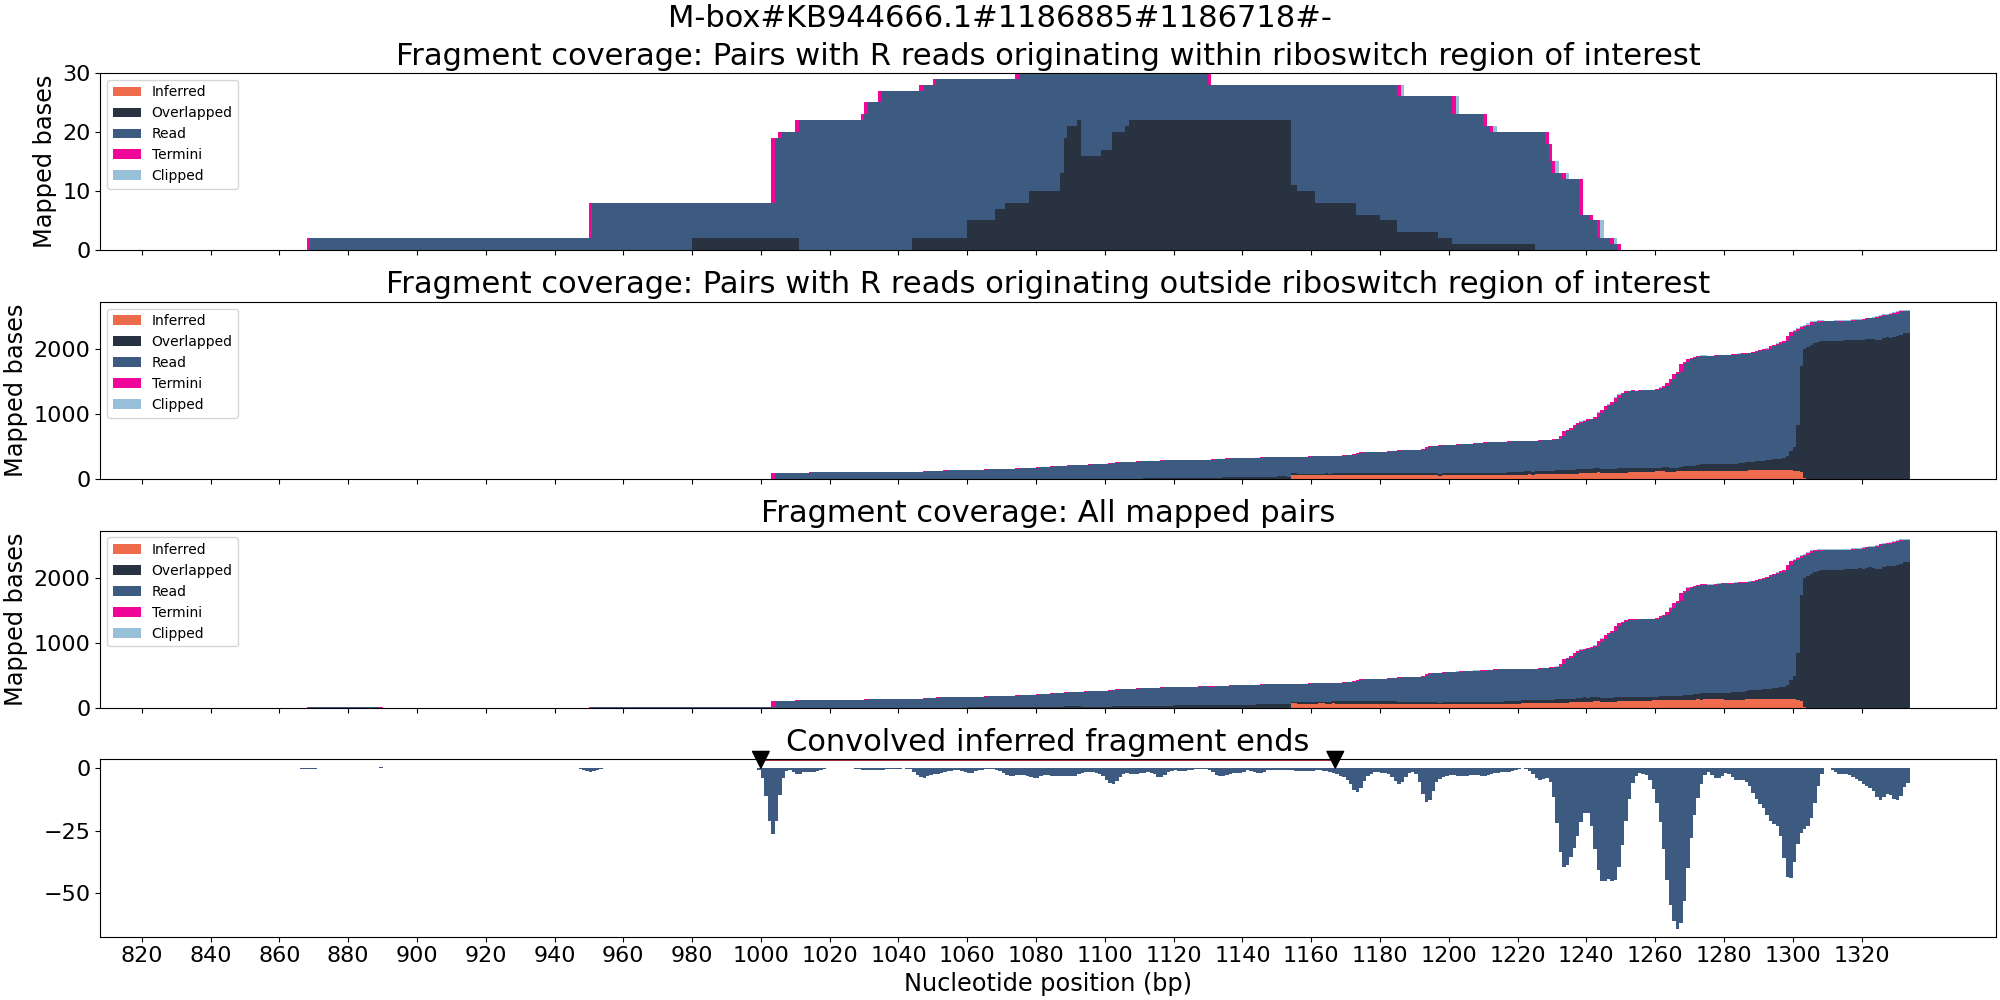 M-box#KB944666.1#1186885#1186718#-
Fragment coverage: Pairs with R reads originating within riboswitch region of interest
Mapped bases
30
20
10
0
Inferred
Overlapped
Read
Termini
Clipped
Fragment coverage: Pairs with R reads originating outside riboswitch region of interest
Mapped bases
2000
1000
0
Inferred
Overlapped
Read
Termini
Clipped
Fragment coverage: All mapped pairs
Mapped bases
2000
1000
0
Inferred
Overlapped
Read
Termini
Clipped
Convolved inferred fragment ends
0
−25
−50
820 840 860 880 900 920 940 960 980 1000 1020 1040 1060 1080 1100 1120 1140 1160 1180 1200 1220 1240 1260 1280 1300 1320
Nucleotide position (bp)